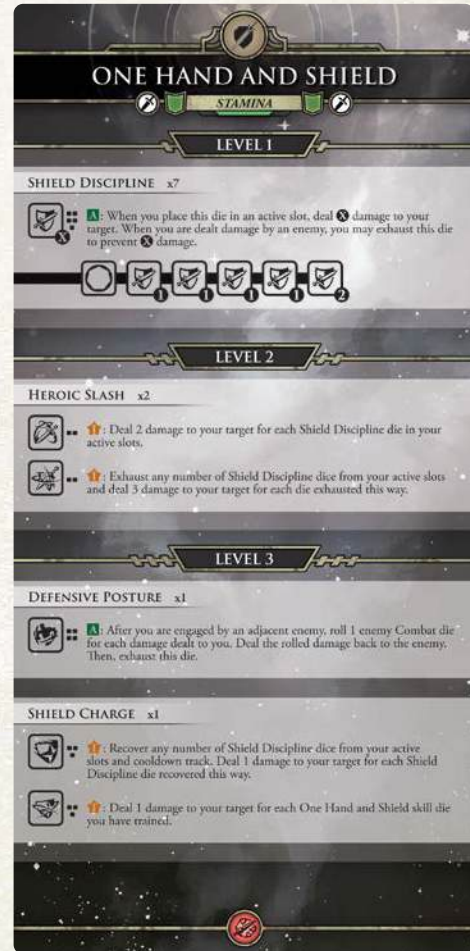 ONE HAND AND SHIELD
STAMINA
LEVEL 1
SHIELD DISCIPLINE x7
A: When you place this die in an active slot, deal X damage to your
target. When you are dealt damage by an enemy, you may exhaust this die
to prevent X damage.
X
1 1 1 1 2
LEVEL 2
HEROIC SLASH x2
: Deal 2 damage to your target for each Shield Discipline die in your
active slots.
: Exhaust any number of Shield Discipline dice from your active slots
and deal 3 damage to your target for each die exhausted this way.
LEVEL 3
DEFENSIVE POSTURE x1
A: After you are engaged by an adjacent enemy, roll 1 enemy Combat die
for each damage dealt to you. Deal the rolled damage back to the enemy.
Then, exhaust this die.
SHIELD CHARGE x1
: Recover any number of Shield Discipline dice from your active
slots and cooldown track. Deal 1 damage to your target for each Shield
Discipline die recovered this way.
: Deal 1 damage to your target for each One Hand and Shield skill die
you have trained.